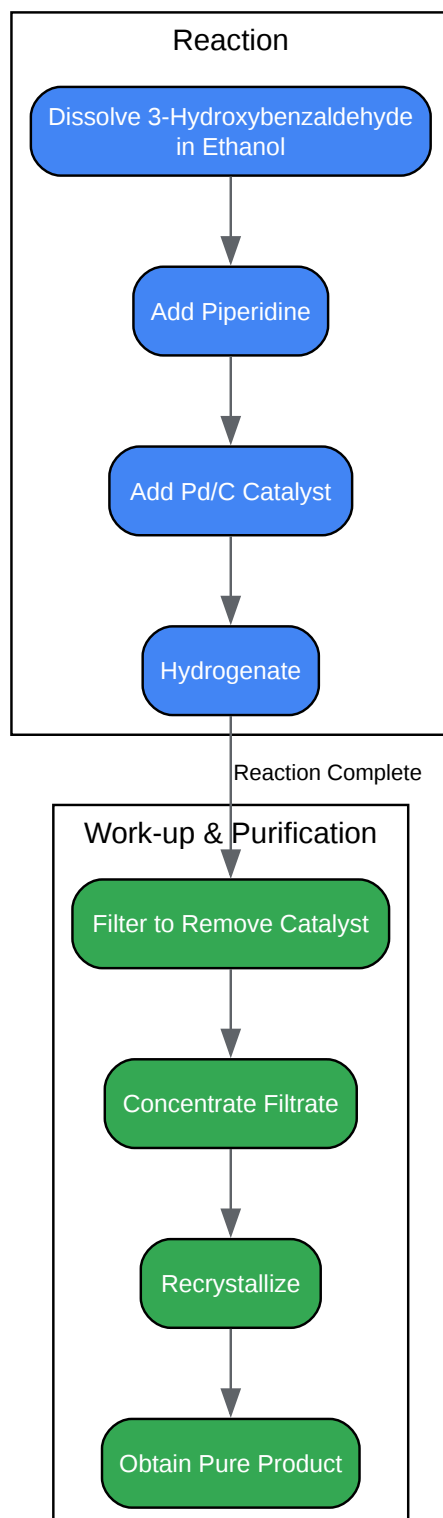 Reaction
Dissolve 3-Hydroxybenzaldehyde
in Ethanol
Add Piperidine
Add Pd/C Catalyst
Hydrogenate
Reaction Complete
Work-up & Purification
Filter to Remove Catalyst
Concentrate Filtrate
Recrystallize
Obtain Pure Product